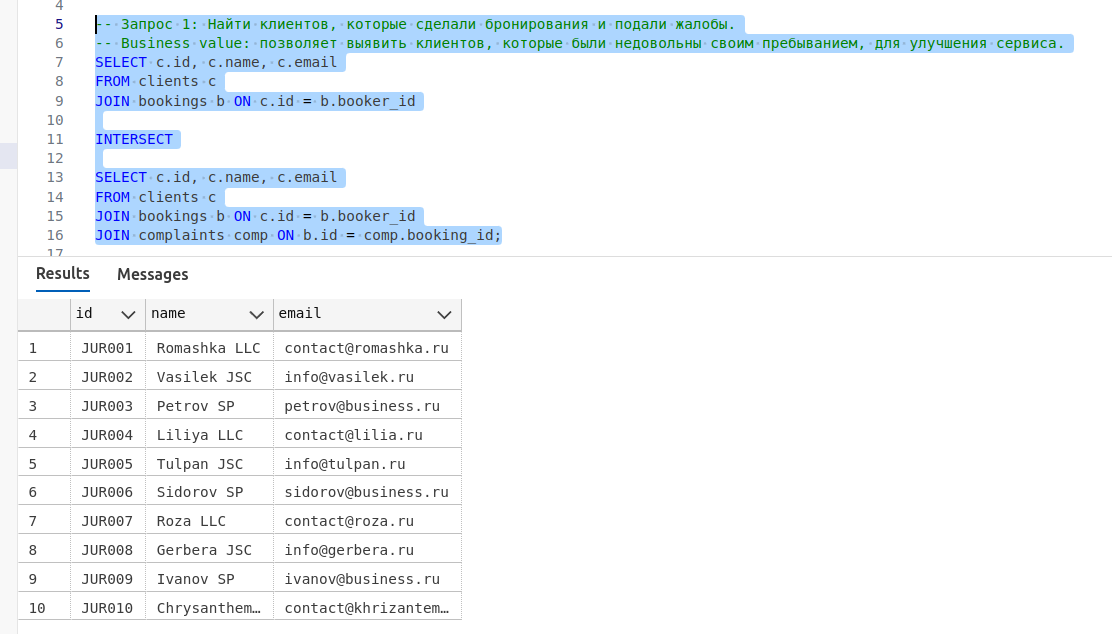 4
5 -- Запрос 1: Найти клиентов, которые сделали бронирования и подали жалобы.
6 -- Business value: позволяет выявить клиентов, которые были недовольны своим пребыванием, для улучшения сервиса.
7 SELECT c.id, c.name, c.email
8 FROM clients c
9 JOIN bookings b ON c.id = b.booker_id
10
11 INTERSECT
12
13 SELECT c.id, c.name, c.email
14 FROM clients c
15 JOIN bookings b ON c.id = b.booker_id
16 JOIN complaints comp ON b.id = comp.booking_id;
17
Results Messages
id name email
1 JUR001 Romashka LLC contact@romashka.ru
2 JUR002 Vasilek JSC info@vasilek.ru
3 JUR003 Petrov SP petrov@business.ru
4 JUR004 Liliya LLC contact@lilia.ru
5 JUR005 Tulpan JSC info@tulpan.ru
6 JUR006 Sidorov SP sidorov@business.ru
7 JUR007 Roza LLC contact@roza.ru
8 JUR008 Gerbera JSC info@gerbera.ru
9 JUR009 Ivanov SP ivanov@business.ru
10 JUR010 Chrysanthem… contact@khrizantem…